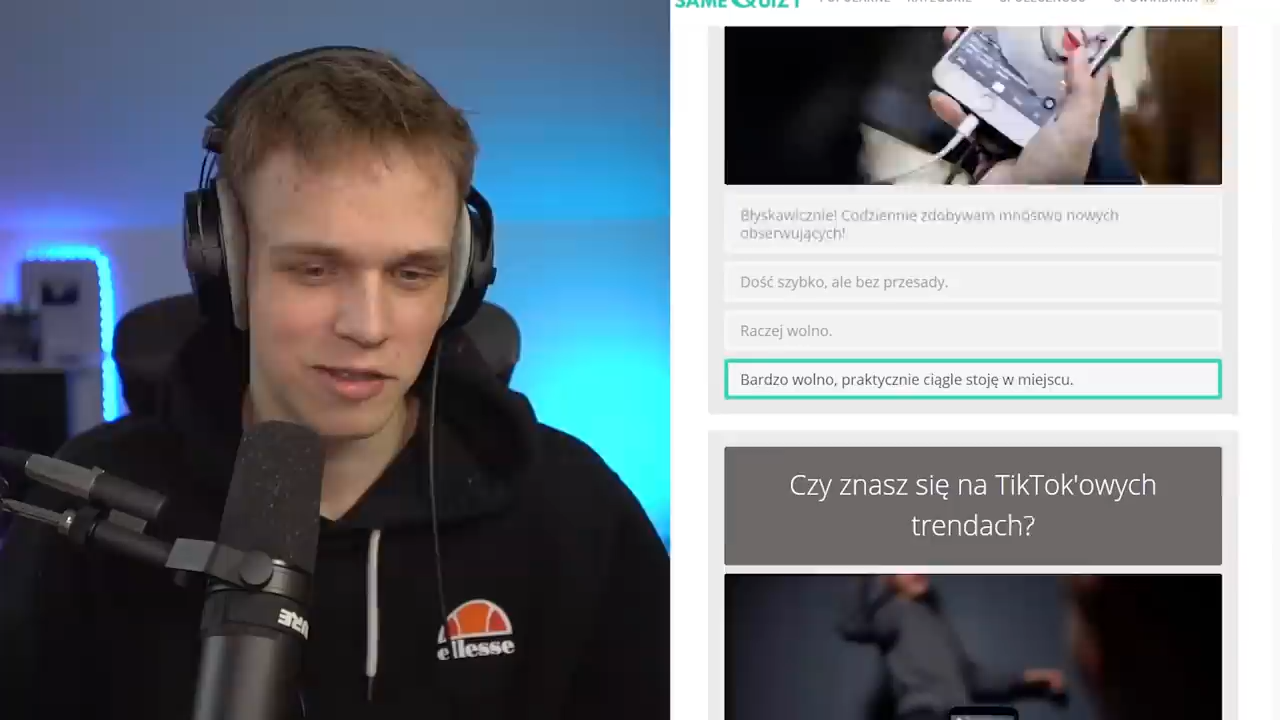 SAMEQUIZY
Błyskawicznie! Codziennie zdobywam mnóstwo nowych
obserwujących!
Dość szybko, ale bez przesady.
Raczej wolno.
Bardzo wolno, praktycznie ciągle stoję w miejscu.
Czy znasz się na TikTok'owych
trendach?
SHURE
ellesse